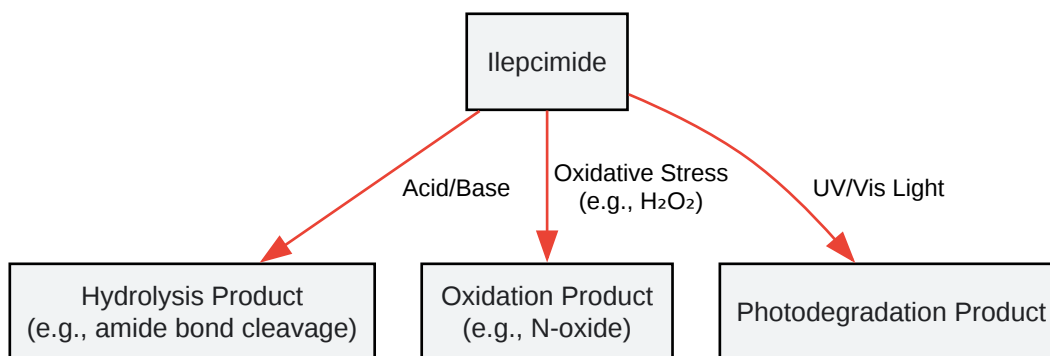 Ilepcimide
Acid/Base
Oxidative Stress
(e.g., H₂O₂)
UV/Vis Light
Hydrolysis Product
(e.g., amide bond cleavage)
Oxidation Product
(e.g., N-oxide)
Photodegradation Product